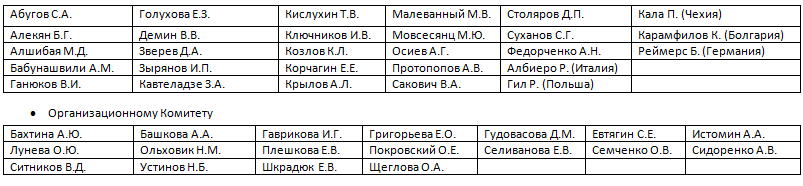 Абугов С.А. Голухова Е.З. Кислухин Т.В. Малеванный М.В. Столяров Д.П. Кала П. (Чехия)
Алекян Б.Г. Демин В.В. Ключников И.В. Мовсесянц М.Ю. Суханов С.Г. Карамфилов К. (Болгария)
Алшибая М.Д. Зверев Д.А. Козлов К.Л. Осиев А.Г. Федорченко А.Н. Реймерс Б. (Германия)
Бабунашвили А.М. Зырянов И.П. Корчагин Е.Е. Протопопов А.В. Албиеро Р. (Италия)
Ганюков В.И. Кавтеладзе З.А. Крылов А.Л. Сакович В.А. Гил Р. (Польша)
• Организационному Комитету
Бахтина А.Ю. Башкова А.А. Гаврикова И.Г. Григорьева Е.О. Гудовасова Д.М. Евтягин С.Е. Истомин А.А.
Лунева О.Ю. Ольховик Н.М. Плешкова Е.В. Покровский О.Е. Селиванова Е.В. Семченко О.В. Сидоренко А.В.
Ситников В.Д. Устинов Н.Б. Шкрадюк Е.В. Щеглова О.А.